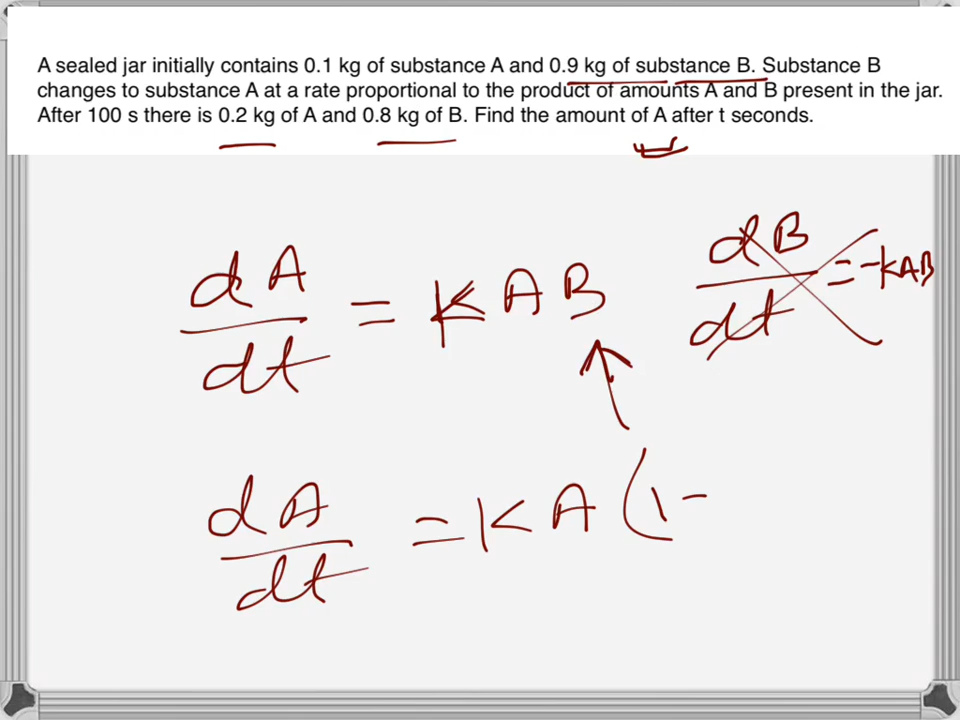 A sealed jar initially contains 0.1 kg of substance A and 0.9 kg of substance B. Substance B
changes to substance A at a rate proportional to the product of amounts A and B present in the jar.
After 100 s there is 0.2 kg of A and 0.8 kg of B. Find the amount of A after t seconds.
dA/dt = KAB dB/dt = -KAB
dA/dt = KA(1-